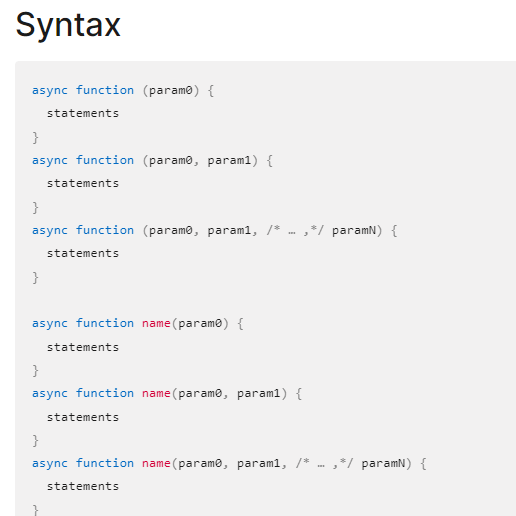 Syntax
async function (param0) {
  statements
}
async function (param0, param1) {
  statements
}
async function (param0, param1, /* … ,*/ paramN) {
  statements
}
async function name(param0) {
  statements
}
async function name(param0, param1) {
  statements
}
async function name(param0, param1, /* … ,*/ paramN) {
  statements
}